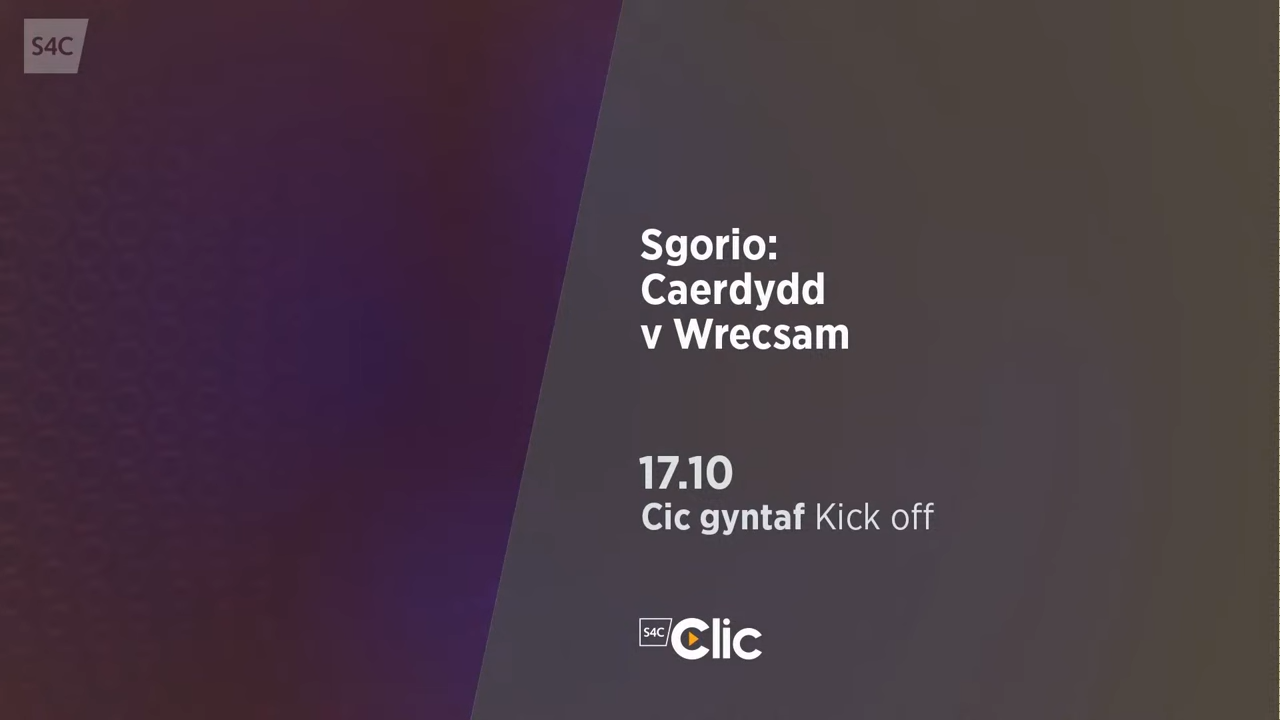 S4C
Sgorio:
Caerdydd
v Wrecsam
17.10
Cic gyntaf Kick off
S4C Clic